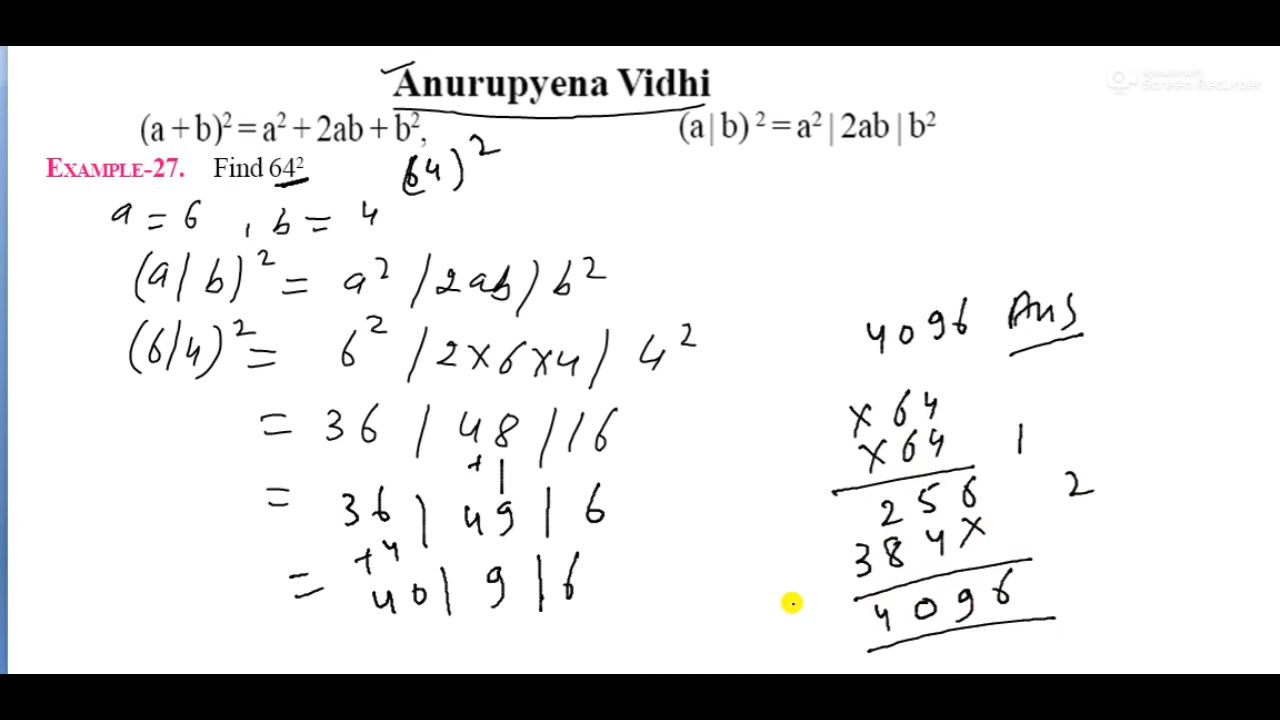 Anurupyena Vidhi
(a + b)² = a² + 2ab + b², (a | b)² = a² | 2ab | b²
EXAMPLE-27. Find 64² (64)²
a = 6 , b = 4
(a/b)² = a² / 2ab / b²
(6/4)² = 6² / 2×6×4 / 4²
= 36 / 48 / 16
+1
= 36 | 49 | 6
+4
= 40 | 9 | 6
4096 Ans
× 64
× 64 1
256 2
384×
4096
Screen Recorder